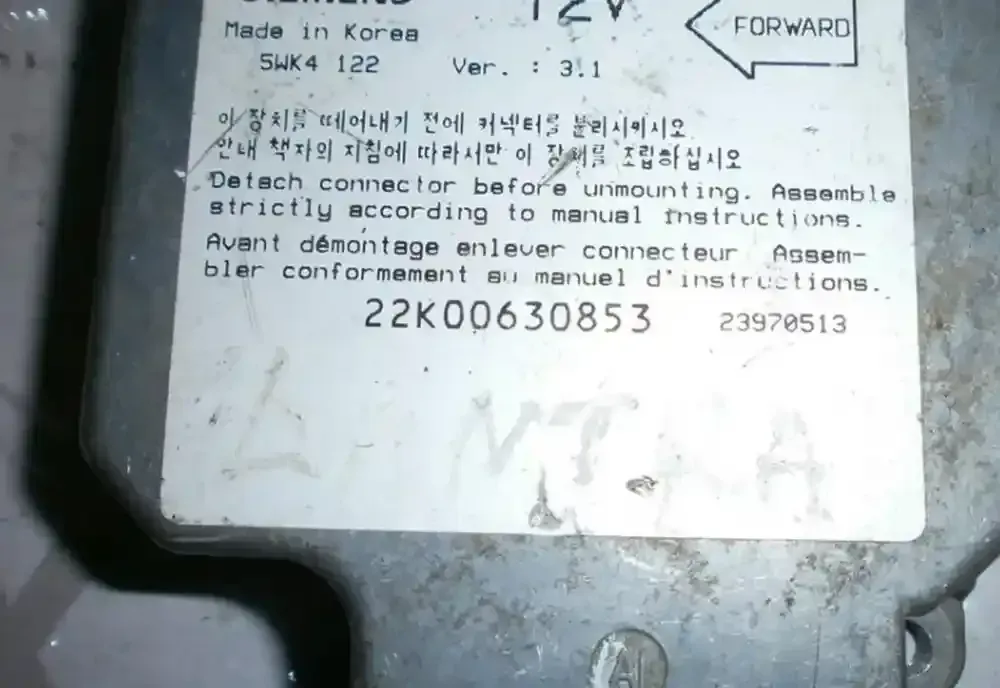 SIEMENS 12V
FORWARD
Made in Korea
5WK4 122 Ver. : 3.1
이 장치를 떼어내기 전에 커넥터를 분리시키시오
안내 책자의 지침에 따라서만 이 장치를 조립하십시오
Detach connector before unmounting. Assemble
strictly according to manual instructions.
Avant démontage enlever connecteur Assem-
bler conformement au manuel d'instructions.
22K00630853 23970513